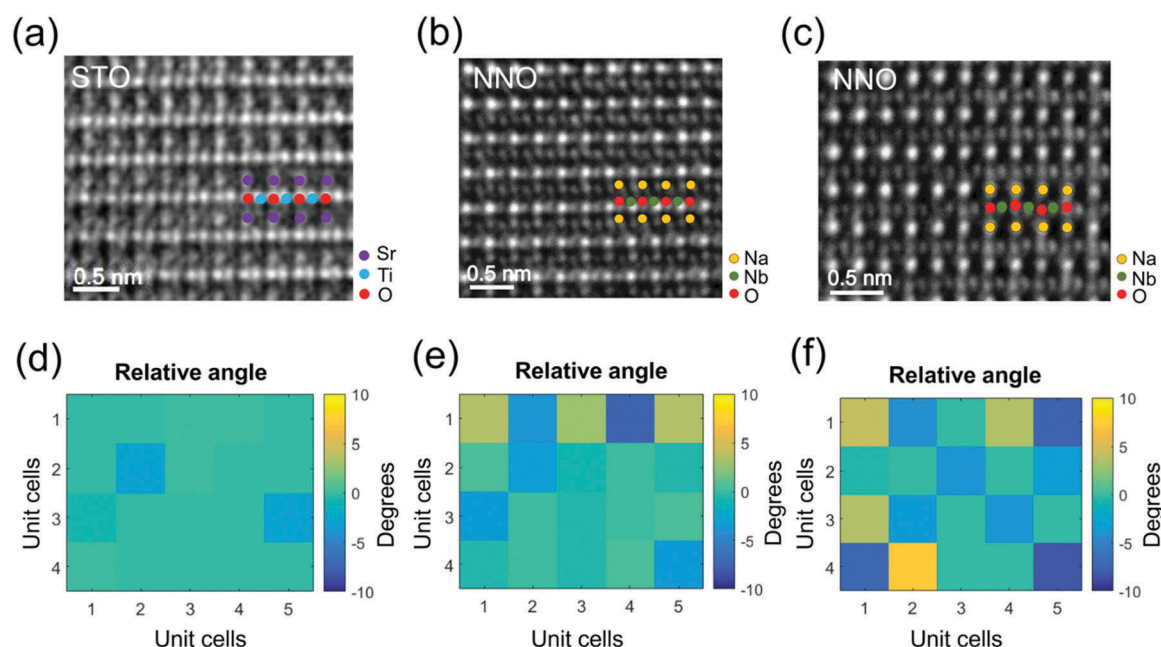 (a)
STO
0.5 nm
Sr
Ti
O
(b)
NNO
0.5 nm
Na
Nb
O
(c)
NNO
0.5 nm
Na
Nb
O
(d)
Relative angle
Unit cells
1
2
3
4
1 2 3 4 5
Unit cells
10
5
0
-5
-10
Degrees
(e)
Relative angle
Unit cells
1
2
3
4
1 2 3 4 5
Unit cells
10
5
0
-5
-10
Degrees
(f)
Relative angle
Unit cells
1
2
3
4
1 2 3 4 5
Unit cells
10
5
0
-5
-10
Degrees